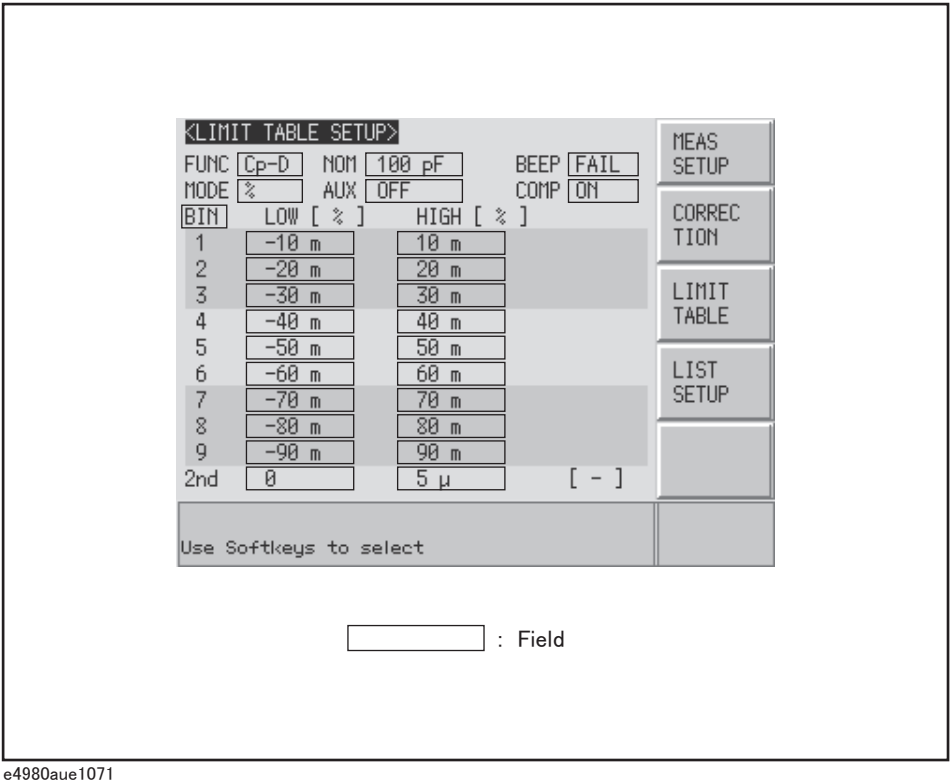 <LIMIT TABLE SETUP>
FUNC Cp-D NOM 100 pF BEEP FAIL
MODE % AUX OFF COMP ON
BIN LOW [ % ] HIGH [ % ]
1 -10 m 10 m
2 -20 m 20 m
3 -30 m 30 m
4 -40 m 40 m
5 -50 m 50 m
6 -60 m 60 m
7 -70 m 70 m
8 -80 m 80 m
9 -90 m 90 m
2nd 0 5 μ [ - ]
Use Softkeys to select
MEAS
SETUP
CORREC
TION
LIMIT
TABLE
LIST
SETUP
: Field
e4980aue1071